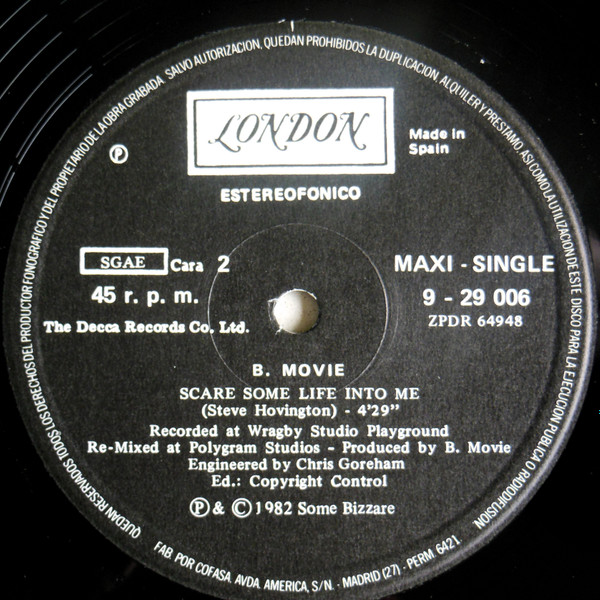 QUEDAN RESERVADOS TODOS LOS DERECHOS DEL PRODUCTOR FONOGRAFICO Y DEL PROPIETARIO DE LA OBRA GRABADA. SALVO AUTORIZACION, QUEDAN PROHIBIDOS LA DUPLICACION, ALQUILER Y PRESTAMO, ASI COMO LA UTILIZACION DE ESTE DISCO PARA LA EJECUCION PUBLICA O RADIODIFUSION.
LONDON
Made in
Spain
Ⓟ
ESTEREOFONICO
SGAE Cara 2
MAXI - SINGLE
45 r. p. m.
9 - 29 006
The Decca Records Co. Ltd.
ZPDR 64948
B. MOVIE
SCARE SOME LIFE INTO ME
(Steve Hovington) - 4'29"
Recorded at Wragby Studio Playground
Re-Mixed at Polygram Studios - Produced by B. Movie
Engineered by Chris Goreham
Ed.: Copyright Control
Ⓟ & © 1982 Some Bizzare
FAB. POR COFASA. AVDA. AMERICA, S/N. - MADRID (27) - PERM. 6421.